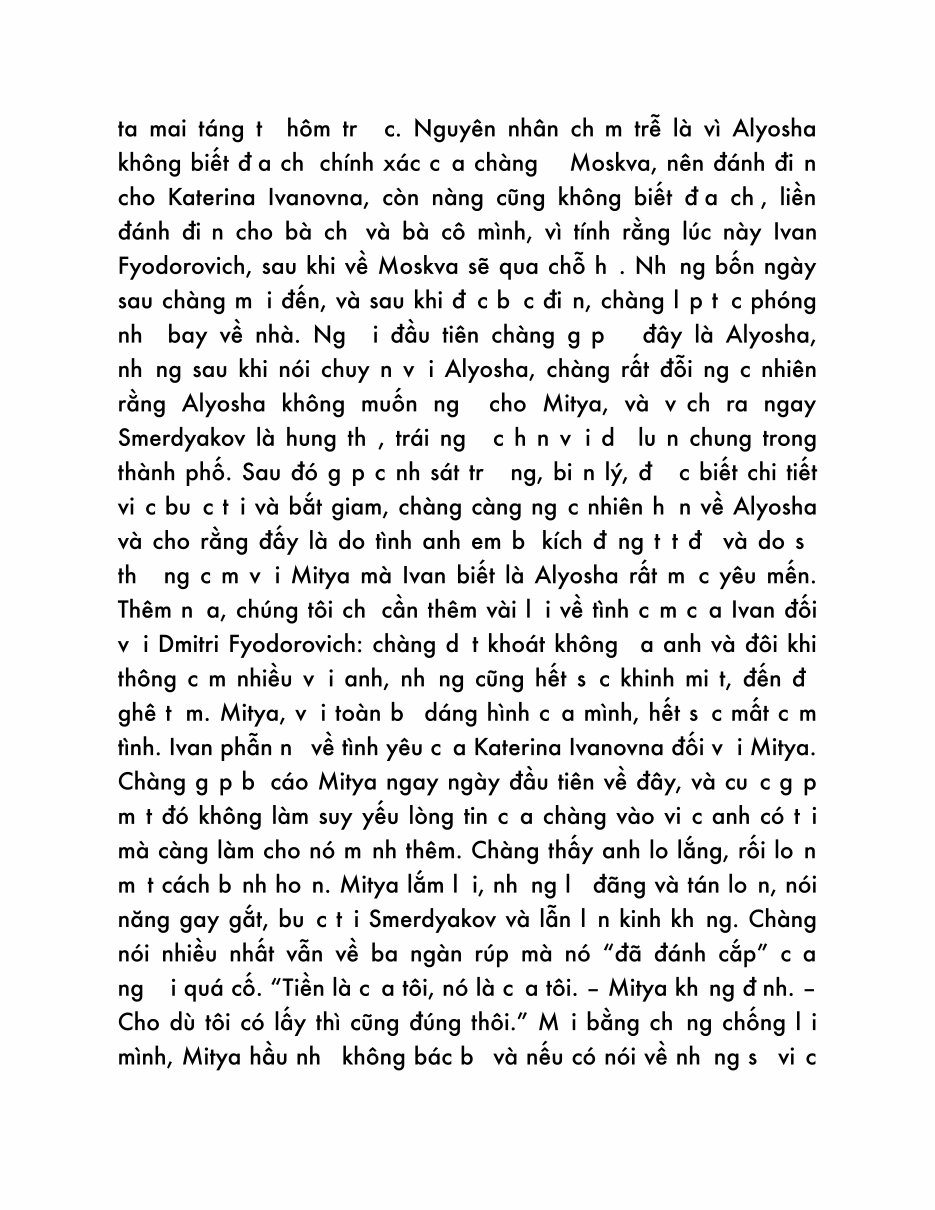 ta mai táng t hôm tr c. Nguyên nhân ch m trễ là vì Alyosha
không biết đ a ch chính xác c a chàng Moskva, nên đánh đi n
cho Katerina Ivanovna, còn nàng cũng không biết đ a ch , liền
đánh đi n cho bà ch và bà cô mình, vì tính rằng lúc này Ivan
Fyodorovich, sau khi về Moskva sẽ qua chỗ h . Nh ng bốn ngày
sau chàng m i đến, và sau khi đ c b c đi n, chàng l p t c phóng
nh bay về nhà. Ng i đầu tiên chàng g p đây là Alyosha,
nh ng sau khi nói chuy n v i Alyosha, chàng rất đỗi ng c nhiên
rằng Alyosha không muốn ng cho Mitya, và v ch ra ngay
Smerdyakov là hung th , trái ng c h n v i d lu n chung trong
thành phố. Sau đó g p c nh sát tr ng, bi n lý, đ c biết chi tiết
vi c bu c t i và bắt giam, chàng càng ng c nhiên h n về Alyosha
và cho rằng đấy là do tình anh em b kích đ ng t t đ và do s
th ng c m v i Mitya mà Ivan biết là Alyosha rất m c yêu mến.
Thêm n a, chúng tôi ch cần thêm vài l i về tình c m c a Ivan đối
v i Dmitri Fyodorovich: chàng d t khoát không a anh và đôi khi
thông c m nhiều v i anh, nh ng cũng hết s c khinh mi t, đến đ
ghê t m. Mitya, v i toàn b dáng hình c a mình, hết s c mất c m
tình. Ivan phẫn n về tình yêu c a Katerina Ivanovna đối v i Mitya.
Chàng g p b cáo Mitya ngay ngày đầu tiên về đây, và cu c g p
m t đó không làm suy yếu lòng tin c a chàng vào vi c anh có t i
mà càng làm cho nó m nh thêm. Chàng thấy anh lo lắng, rối lo n
m t cách b nh ho n. Mitya lắm l i, nh ng l đãng và tán lo n, nói
năng gay gắt, bu c t i Smerdyakov và lẫn l n kinh kh ng. Chàng
nói nhiều nhất vẫn về ba ngàn rúp mà nó “đã đánh cắp” c a
ng i quá cố. “Tiền là c a tôi, nó là c a tôi. – Mitya kh ng đ nh. –
Cho dù tôi có lấy thì cũng đúng thôi.” M i bằng ch ng chống l i
mình, Mitya hầu nh không bác b và nếu có nói về nh ng s vi c